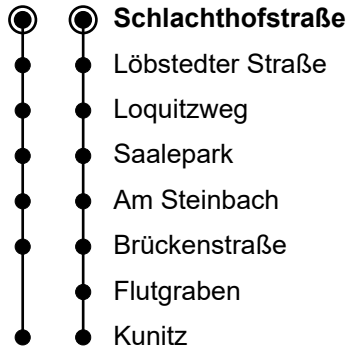 Schlachthofstraße
Löbstedter Straße
Loquitzweg
Saalepark
Am Steinbach
Brückenstraße
Flutgraben
Kunitz